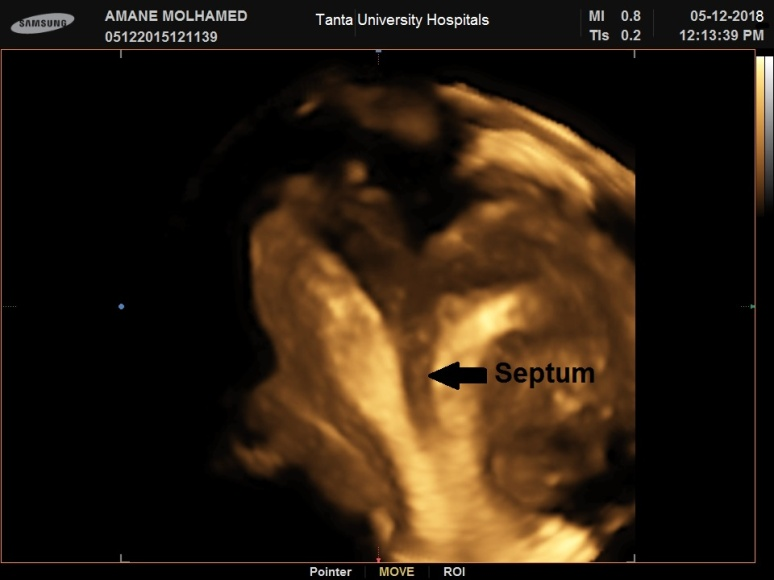 SAMSUNG
AMANE MOLHAMED
05122015121139
Tanta University Hospitals
MI 0.8
TIs 0.2
05-12-2018
12:13:39 PM
Septum
Pointer MOVE ROI